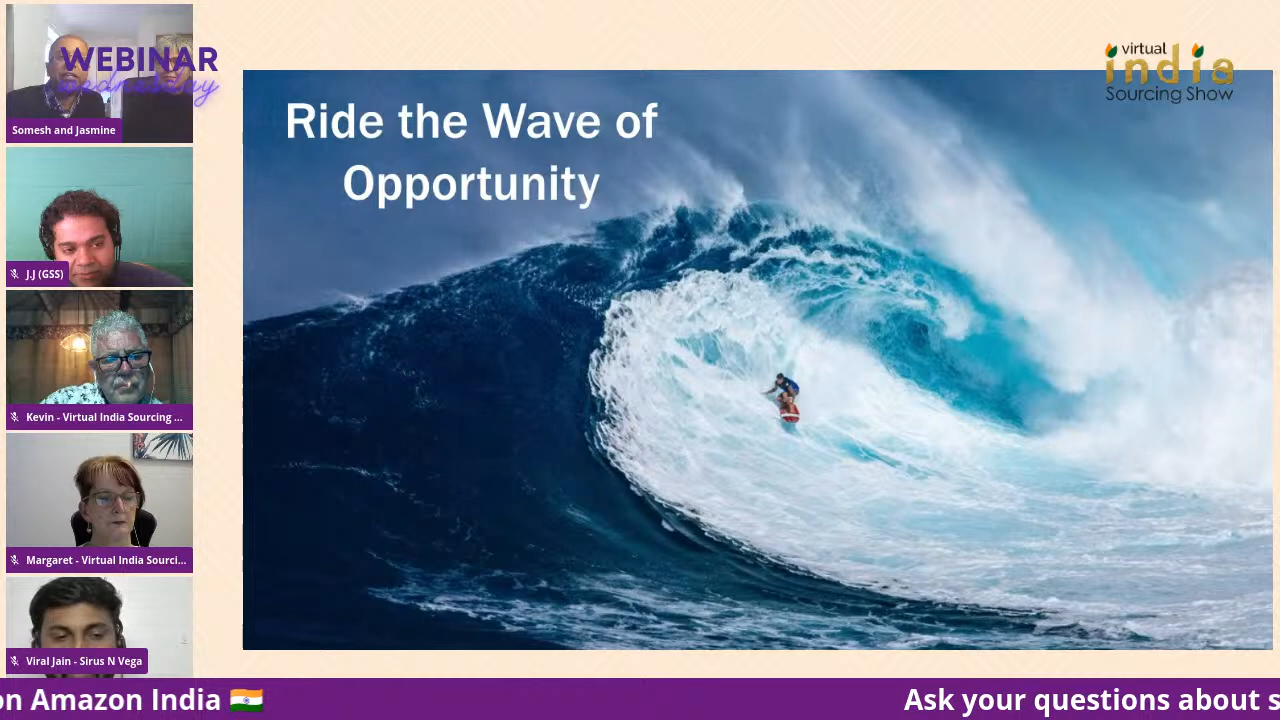 WEBINAR
wednesday
Somesh and Jasmine
J.J (GSS)
Kevin - Virtual India Sourcing ...
Margaret - Virtual India Sourci...
Viral Jain - Sirus N Vega
Ride the Wave of
Opportunity
virtual
india
Sourcing Show
on Amazon India 🇮🇳
Ask your questions about s